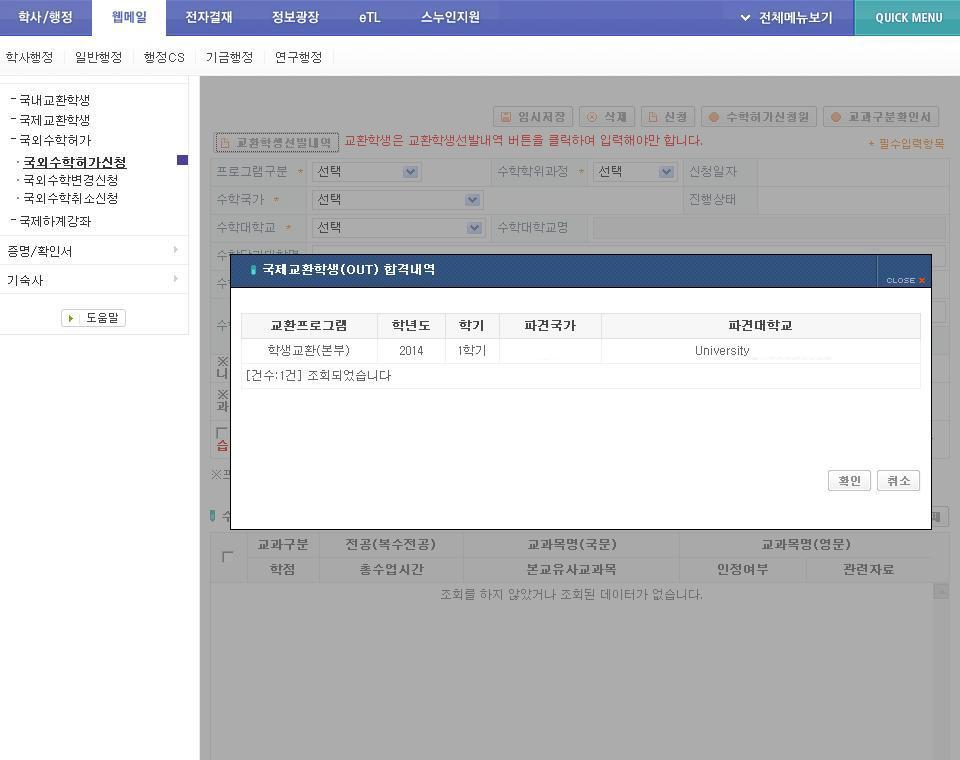 학사/행정 웹메일 전자결재 정보광장 eTL 스누인지원 전체메뉴보기 QUICK MENU
학사행정 일반행정 행정CS 기금행정 연구행정
국내교환학생
국제교환학생
국외수학허가
국외수학허가신청
국외수학변경신청
국외수학취소신청
국제하계강좌
증명/확인서
기숙사
도움말
임시저장 삭제 신청 수학허가신청원 교과구분확인서
교환학생선발내역 교환학생은 교환학생선발내역 버튼을 클릭하여 입력해야만 합니다. * 필수입력항목
프로그램구분 * 선택 수학학위과정 * 선택 신청일자
수학국가 * 선택 진행상태
수학대학교 * 선택 수학대학교명
국제교환학생(OUT) 합격내역 CLOSE ×
교환프로그램 학년도 학기 파견국가 파견대학교
학생교환(본부) 2014 1학기 University
[건수:1건] 조회되었습니다
확인 취소
교과구분 전공(복수전공) 교과목명(국문) 교과목명(영문)
학점 총수업시간 본교유사교과목 인정여부 관련자료
조회를 하지 않았거나 조회된 데이터가 없습니다.